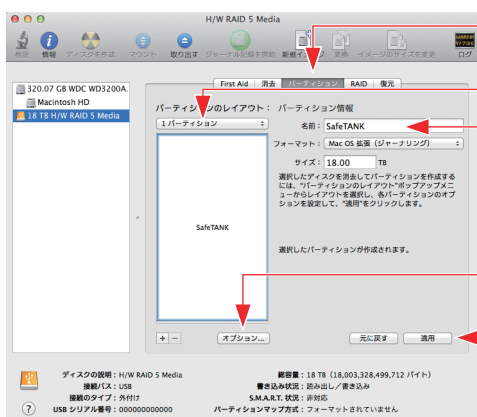 H/W RAID 5 Media
検証 情報 ディスクを作成 マウント 取り出す ジャーナル記録を開始 新規イメージ 変換 イメージのサイズを変更 ログ
320.07 GB WDC WD3200A.
Macintosh HD
18 TB H/W RAID 5 Media
First Aid 消去 パーティション RAID 復元
パーティションのレイアウト： パーティション情報
1 パーティション
名前： SafeTANK
フォーマット： Mac OS 拡張（ジャーナリング）
サイズ： 18.00 TB
選択したディスクを消去してパーティションを作成する
には、"パーティションのレイアウト"ポップアップメニ
ューからレイアウトを選択し、各パーティションのオプ
ションを設定して、"適用"をクリックします。
SafeTANK
選択したパーティションが作成されます。
+ − オプション... 元に戻す 適用
ディスクの説明：H/W RAID 5 Media 総容量：18 TB（18,003,328,499,712 バイト）
接続バス：USB 書き込み状況：読み出し／書き込み
接続のタイプ：外付け S.M.A.R.T. 状況：非対応
? USB シリアル番号：000000000000 パーティションマップ方式：フォーマットされていません